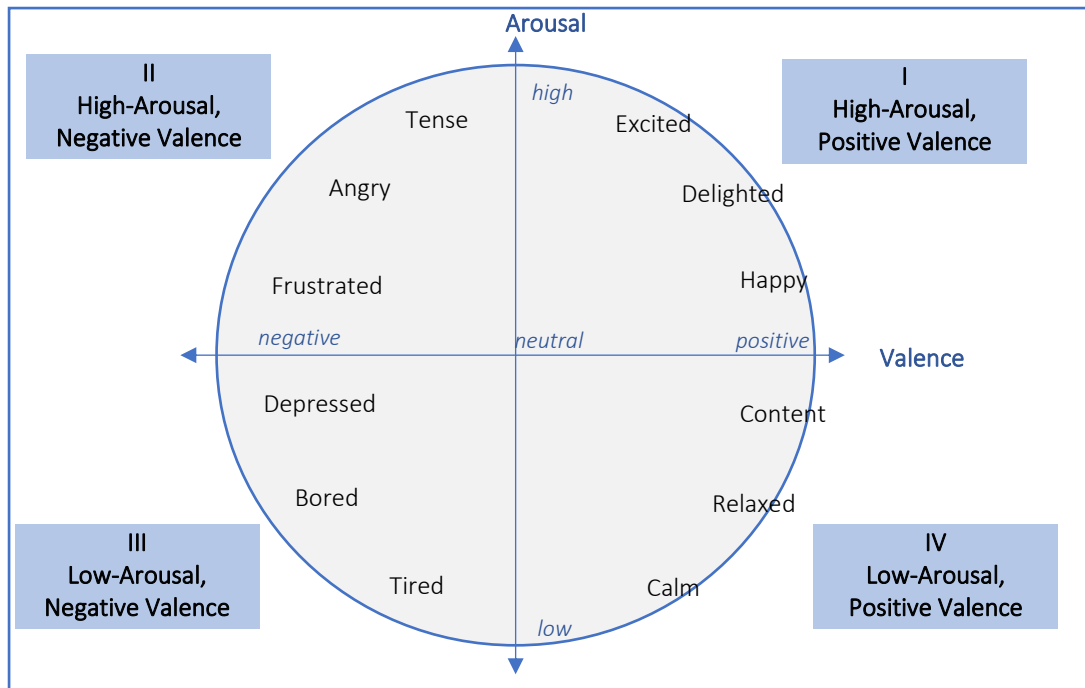 Arousal
II
High-Arousal,
Negative Valence
I
High-Arousal,
Positive Valence
high
Tense
Excited
Angry
Delighted
Frustrated
Happy
negative
neutral
positive
Valence
Depressed
Content
Bored
Relaxed
III
Low-Arousal,
Negative Valence
IV
Low-Arousal,
Positive Valence
Tired
Calm
low